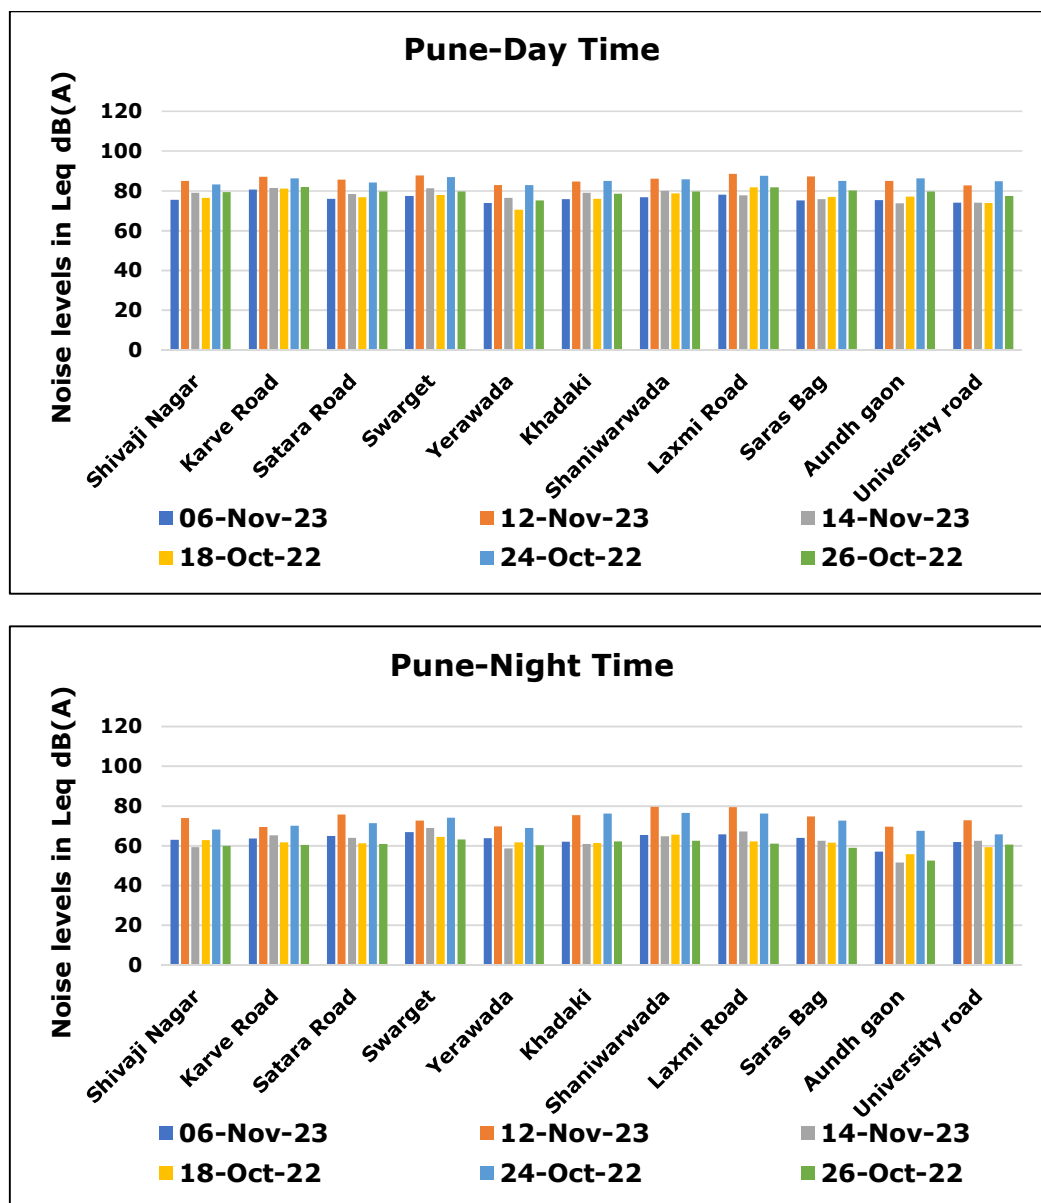 Pune-Day Time
Noise levels in Leq dB(A)
120
100
80
60
40
20
0
Shivaji Nagar
Karve Road
Satara Road
Swarget
Yerawada
Khadaki
Shaniwarwada
Laxmi Road
Saras Bag
Aundh gaon
University road
06-Nov-23 12-Nov-23 14-Nov-23
18-Oct-22 24-Oct-22 26-Oct-22
Pune-Night Time
Noise levels in Leq dB(A)
120
100
80
60
40
20
0
Shivaji Nagar
Karve Road
Satara Road
Swarget
Yerawada
Khadaki
Shaniwarwada
Laxmi Road
Saras Bag
Aundh gaon
University road
06-Nov-23 12-Nov-23 14-Nov-23
18-Oct-22 24-Oct-22 26-Oct-22